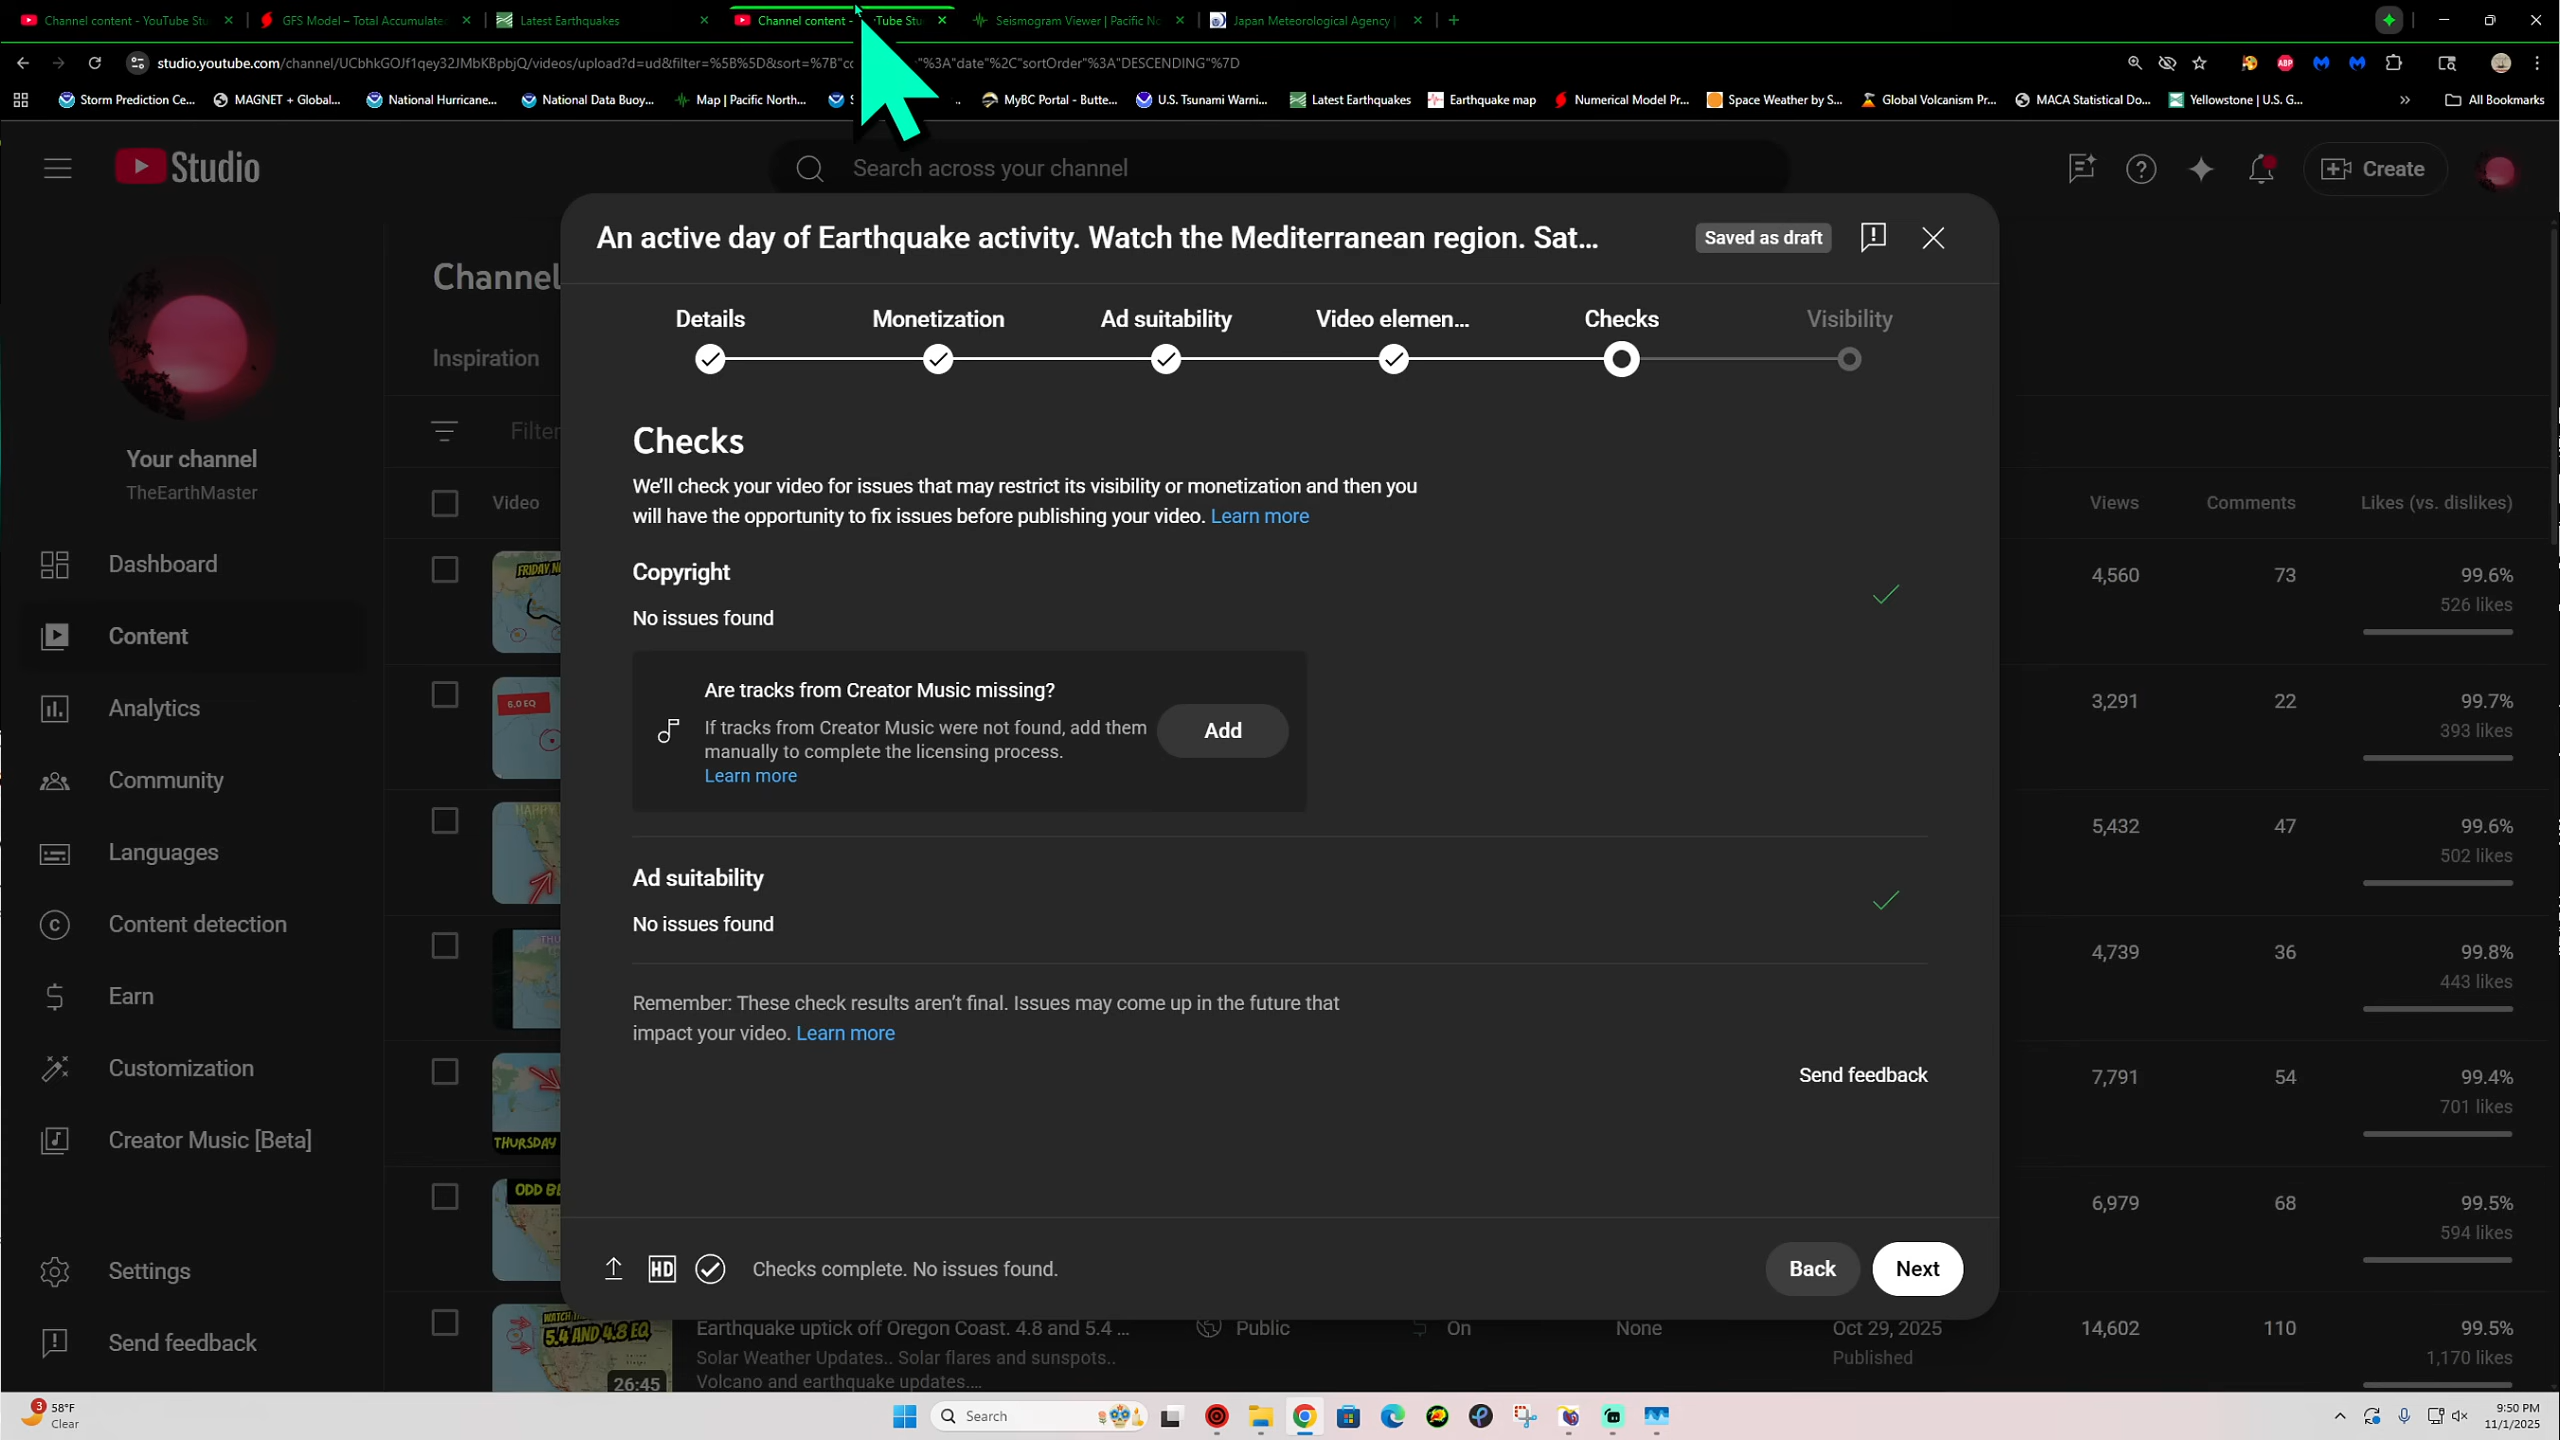 Channel content - YouTube Stu
GFS Model – Total Accumulate
Latest Earthquakes
Channel content -
Tube Stu
Seismogram Viewer | Pacific No
Japan Meteorological Agency |
studio.youtube.com/channel/UCbhkGOJf1qey32JMbKBpbjQ/videos/upload?d=ud&filter=%5B%5D&sort=%7B"co
"%3A"date"%2C"sortOrder"%3A"DESCENDING"%7D
Storm Prediction Ce...
MAGNET + Global...
National Hurricane...
National Data Buoy...
Map | Pacific North...
MyBC Portal - Butte...
U.S. Tsunami Warni...
Latest Earthquakes
Earthquake map
Numerical Model Pr...
Space Weather by S...
Global Volcanism Pr...
MACA Statistical Do...
Yellowstone | U.S. G...
All Bookmarks
Studio
Search across your channel
Create
An active day of Earthquake activity. Watch the Mediterranean region. Sat...
Saved as draft
Channel
Details
Monetization
Ad suitability
Video elemen...
Checks
Visibility
Inspiration
Filter
Your channel
TheEarthMaster
Video
Views
Comments
Likes (vs. dislikes)
Checks
We'll check your video for issues that may restrict its visibility or monetization and then you
will have the opportunity to fix issues before publishing your video. Learn more
Copyright
No issues found
Are tracks from Creator Music missing?
If tracks from Creator Music were not found, add them
manually to complete the licensing process.
Learn more
Add
Ad suitability
No issues found
Remember: These check results aren't final. Issues may come up in the future that
impact your video. Learn more
Send feedback
Checks complete. No issues found.
Back
Next
Dashboard
Content
Analytics
Community
Languages
Content detection
Earn
Customization
Creator Music [Beta]
Settings
Send feedback
FRIDAY N
6.0 EQ
HAPPY
THU
THURSDAY
ODD BE
5.4 AND 4.8 EQ
26:45
4,560
73
99.6%
526 likes
3,291
22
99.7%
393 likes
5,432
47
99.6%
502 likes
4,739
36
99.8%
443 likes
7,791
54
99.4%
701 likes
6,979
68
99.5%
594 likes
Earthquake uptick off Oregon Coast. 4.8 and 5.4 ...
Solar Weather Updates.. Solar flares and sunspots..
Volcano and earthquake updates....
Public
On
None
Oct 29, 2025
Published
14,602
110
99.5%
1,170 likes
3
58°F
Clear
Search
9:50 PM
11/1/2025